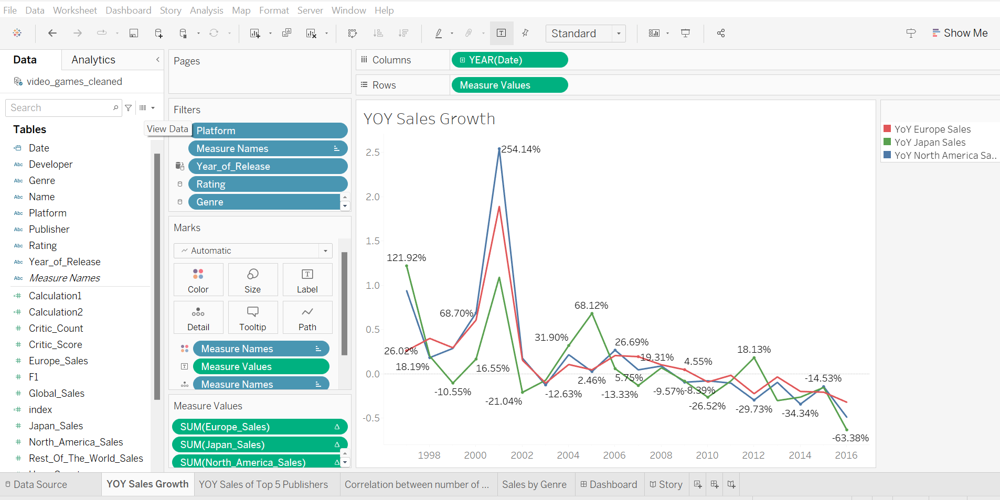 File Data Worksheet Dashboard Story Analysis Map Format Server Window Help
Standard
Show Me
Data Analytics
video_games_cleaned
Search
Tables
View Data
Date
Developer
Genre
Name
Platform
Publisher
Rating
Year_of_Release
Measure Names
Calculation1
Calculation2
Critic_Count
Critic_Score
Europe_Sales
F1
Global_Sales
index
Japan_Sales
North_America_Sales
Rest_Of_The_World_Sales
Pages
Filters
Platform
Measure Names
Year_of_Release
Rating
Genre
Marks
Automatic
Color Size Label
Detail Tooltip Path
Measure Names
Measure Values
Measure Names
Measure Values
SUM(Europe_Sales)
SUM(Japan_Sales)
SUM(North_America_Sales)
Columns YEAR(Date)
Rows Measure Values
YOY Sales Growth
2.5
2.0
1.5
1.0
0.5
0.0
-0.5
254.14%
121.92%
68.70%
68.12%
31.90%
26.69%
26.02%
18.19%
16.55%
19.31%
4.55%
18.13%
-10.55%
-21.04%
-12.63%
2.46%
5.75%
-13.33%
-9.57%
-8.39%
-26.52%
-29.73%
-14.53%
-34.34%
-63.38%
1998 2000 2002 2004 2006 2008 2010 2012 2014 2016
YoY Europe Sales
YoY Japan Sales
YoY North America Sa..
Data Source YOY Sales Growth YOY Sales of Top 5 Publishers Correlation between number of ... Sales by Genre Dashboard Story